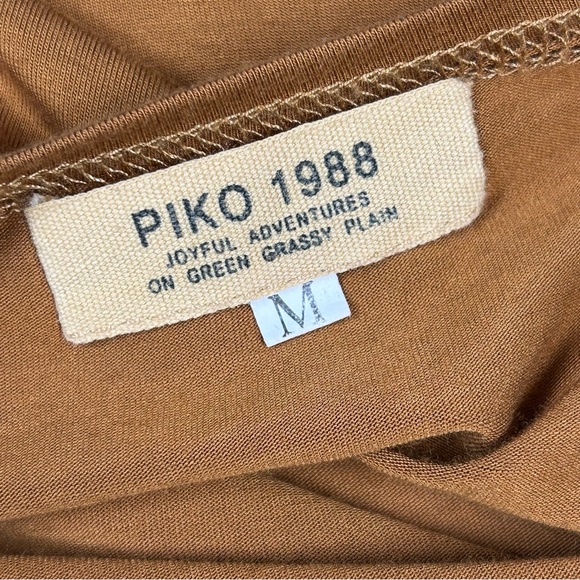 PIKO 1988
JOYFUL ADVENTURES
ON GREEN GRASSY PLAIN
M